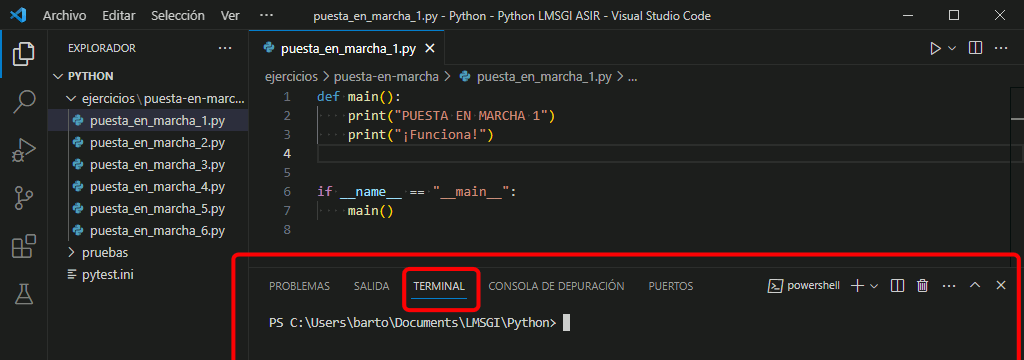 Archivo Editar Selección Ver ··· puesta_en_marcha_1.py - Python - Python LMSGI ASIR - Visual Studio Code
EXPLORADOR ···
PYTHON
ejercicios\puesta-en-marc...
puesta_en_marcha_1.py
puesta_en_marcha_2.py
puesta_en_marcha_3.py
puesta_en_marcha_4.py
puesta_en_marcha_5.py
puesta_en_marcha_6.py
pruebas
pytest.ini
puesta_en_marcha_1.py
ejercicios > puesta-en-marcha > puesta_en_marcha_1.py > ...
1 def main():
2 print("PUESTA EN MARCHA 1")
3 print("¡Funciona!")
4
5
6 if __name__ == "__main__":
7 main()
8
PROBLEMAS SALIDA TERMINAL CONSOLA DE DEPURACIÓN PUERTOS powershell
PS C:\Users\barto\Documents\LMSGI\Python>